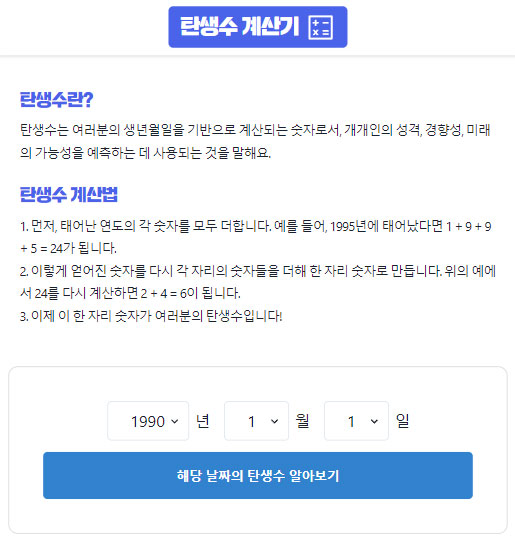 탄생수 계산기
탄생수란?
탄생수는 여러분의 생년월일을 기반으로 계산되는 숫자로서, 개개인의 성격, 경향성, 미래
의 가능성을 예측하는 데 사용되는 것을 말해요.
탄생수 계산법
1. 먼저, 태어난 연도의 각 숫자를 모두 더합니다. 예를 들어, 1995년에 태어났다면 1 + 9 + 9
+ 5 = 24가 됩니다.
2. 이렇게 얻어진 숫자를 다시 각 자리의 숫자들을 더해 한 자리 숫자로 만듭니다. 위의 예에
서 24를 다시 계산하면 2 + 4 = 6이 됩니다.
3. 이제 이 한 자리 숫자가 여러분의 탄생수입니다!
1990 년 1 월 1 일
해당 날짜의 탄생수 알아보기